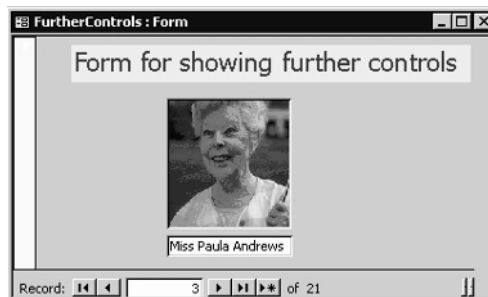 FurtherControls : Form
Form for showing further controls
Miss Paula Andrews
Record: 3 of 21